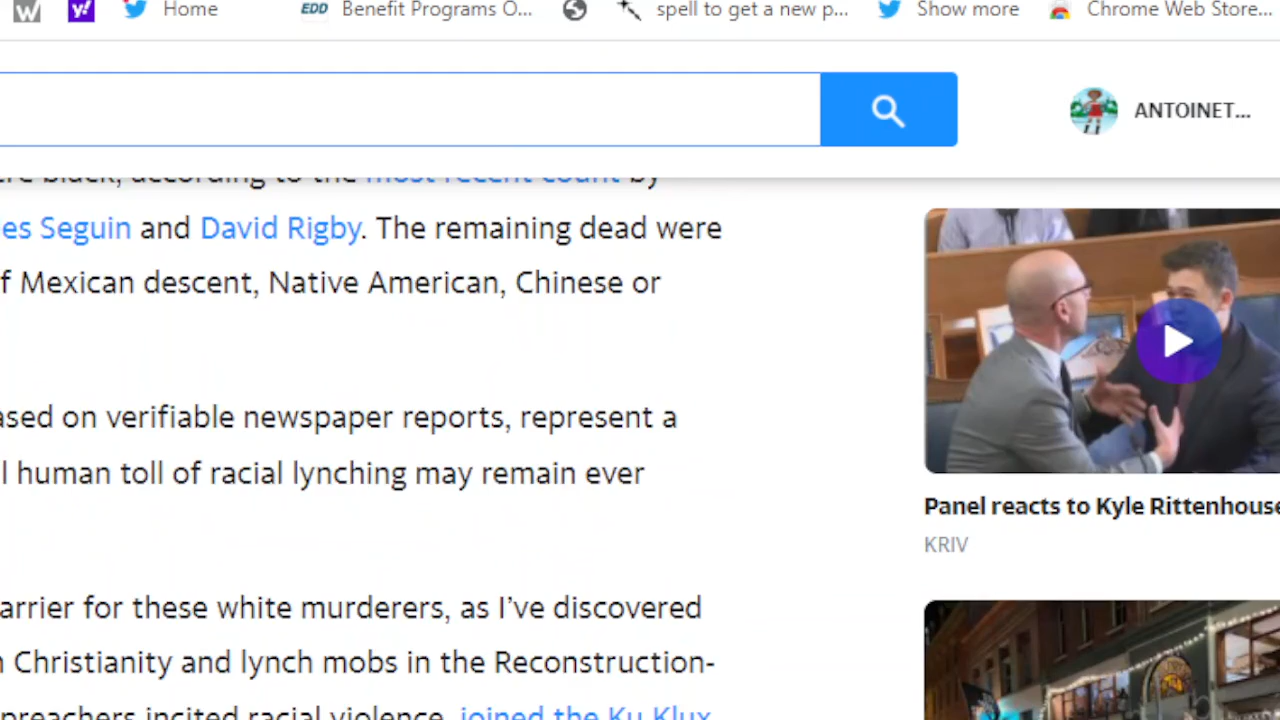 W y! Home EDD Benefit Programs O... spell to get a new p... Show more Chrome Web Store...
ANTOINET...
re black, according to the most recent count by
es Seguin and David Rigby. The remaining dead were
f Mexican descent, Native American, Chinese or
ased on verifiable newspaper reports, represent a
l human toll of racial lynching may remain ever
arrier for these white murderers, as I've discovered
n Christianity and lynch mobs in the Reconstruction-
preachers incited racial violence, joined the Ku Klux
Panel reacts to Kyle Rittenhouse
KRIV